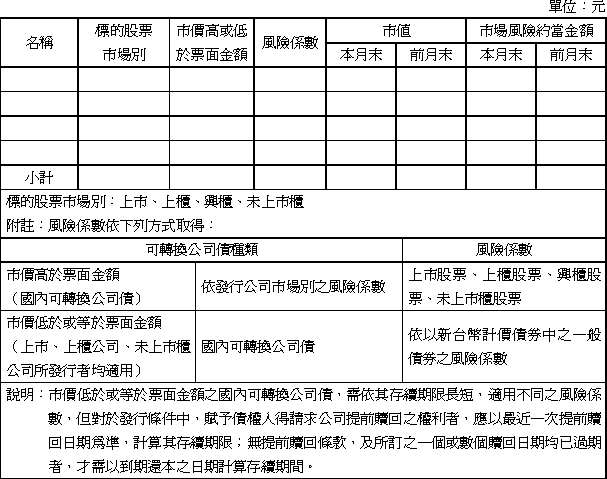 單位：元
名稱 標的股票 市場別 市價高或低 於票面金額 風險係數 市值 市場風險約當金額
本月末 前月末 本月末 前月末
小計
標的股票市場別：上市、上櫃、興櫃、未上市櫃
附註：風險係數依下列方式取得：
可轉換公司債種類 風險係數
市價高於票面金額
（國內可轉換公司債）
依發行公司市場別之風險係數
上市股票、上櫃股票、興櫃股
票、未上市櫃股票
市價低於或等於票面金額
（上市、上櫃公司、未上市櫃
公司所發行者均適用）
國內可轉換公司債
依以新台幣計價債券中之一般
債券之風險係數
說明：市價低於或等於票面金額之國內可轉換公司債，需依其存續期限長短，適用不同之風險係
數，但對於發行條件中，賦予債權人得請求公司提前贖回之權利者，應以最近一次提前贖
回日期為準，計算其存續期限；無提前贖回條款，及所訂之一個或數個贖回日期均已過期
者，才需以到期還本之日期計算存續期間。